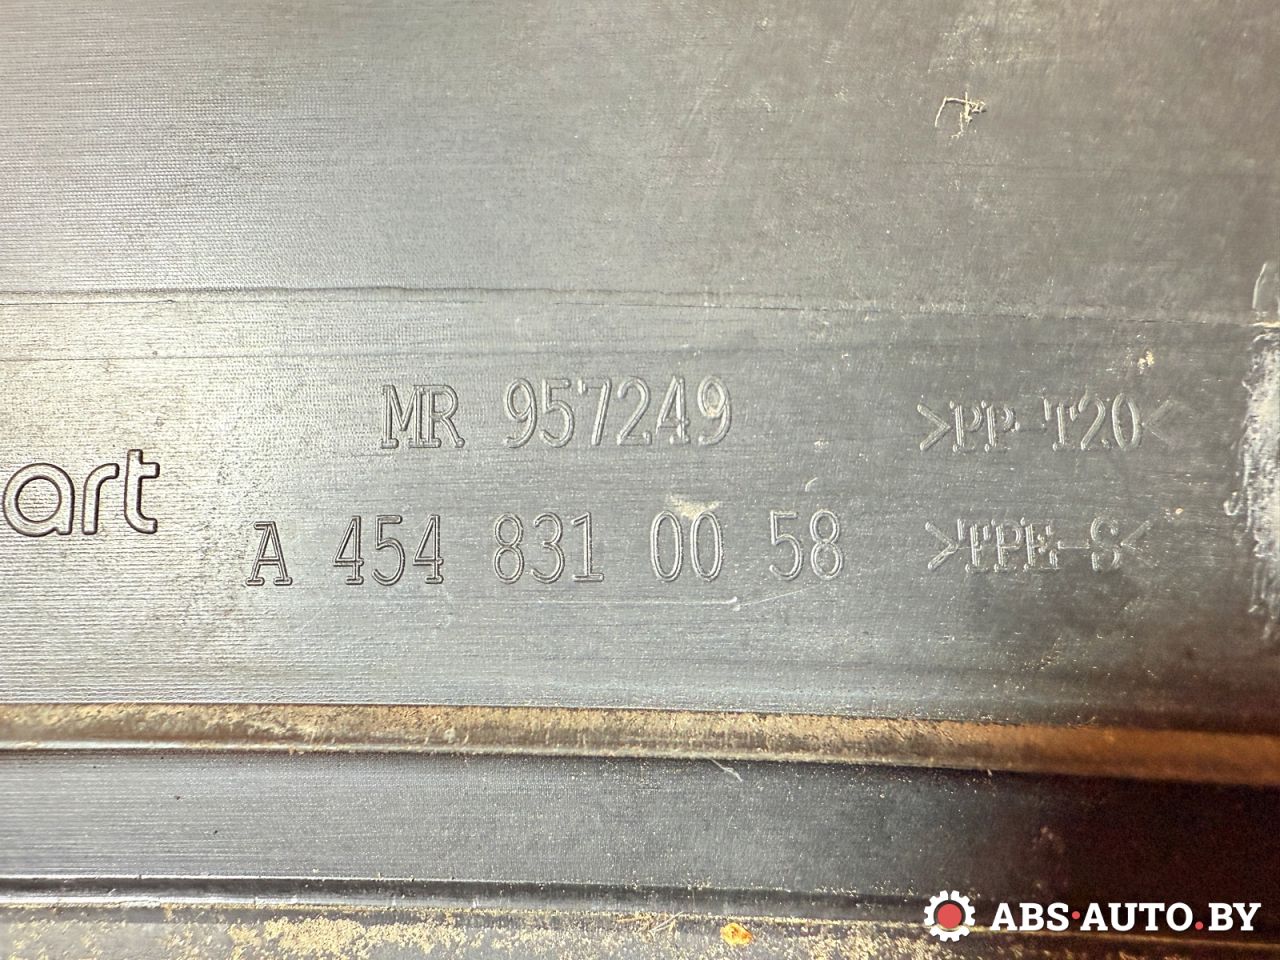 MR 957249
>PP-T20<
art
A 454 831 00 58
>TPE-S<
ABS·AUTO.BY